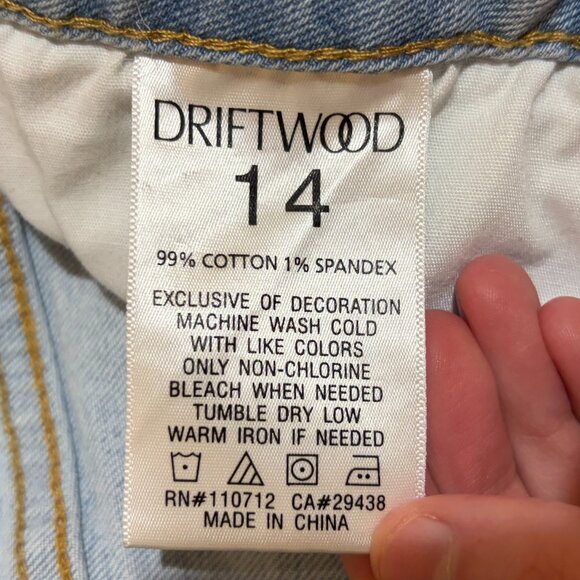 DRIFTWOOD
14
99% COTTON 1% SPANDEX
EXCLUSIVE OF DECORATION
MACHINE WASH COLD
WITH LIKE COLORS
ONLY NON-CHLORINE
BLEACH WHEN NEEDED
TUMBLE DRY LOW
WARM IRON IF NEEDED
RN#110712 CA#29438
MADE IN CHINA